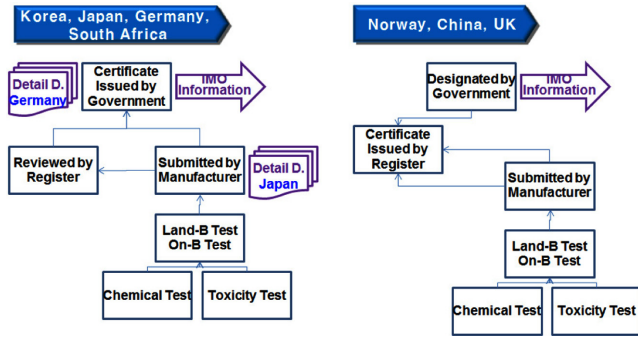 Korea, Japan, Germany,
South Africa
Detail D.
Germany
Certificate
Issued by
Government
IMO
Information
Reviewed by
Register
Submitted by
Manufacturer
Detail D.
Japan
Land-B Test
On-B Test
Chemical Test
Toxicity Test
Norway, China, UK
Designated by
Government
IMO
Information
Certificate
Issued by
Register
Submitted by
Manufacturer
Land-B Test
On-B Test
Chemical Test
Toxicity Test